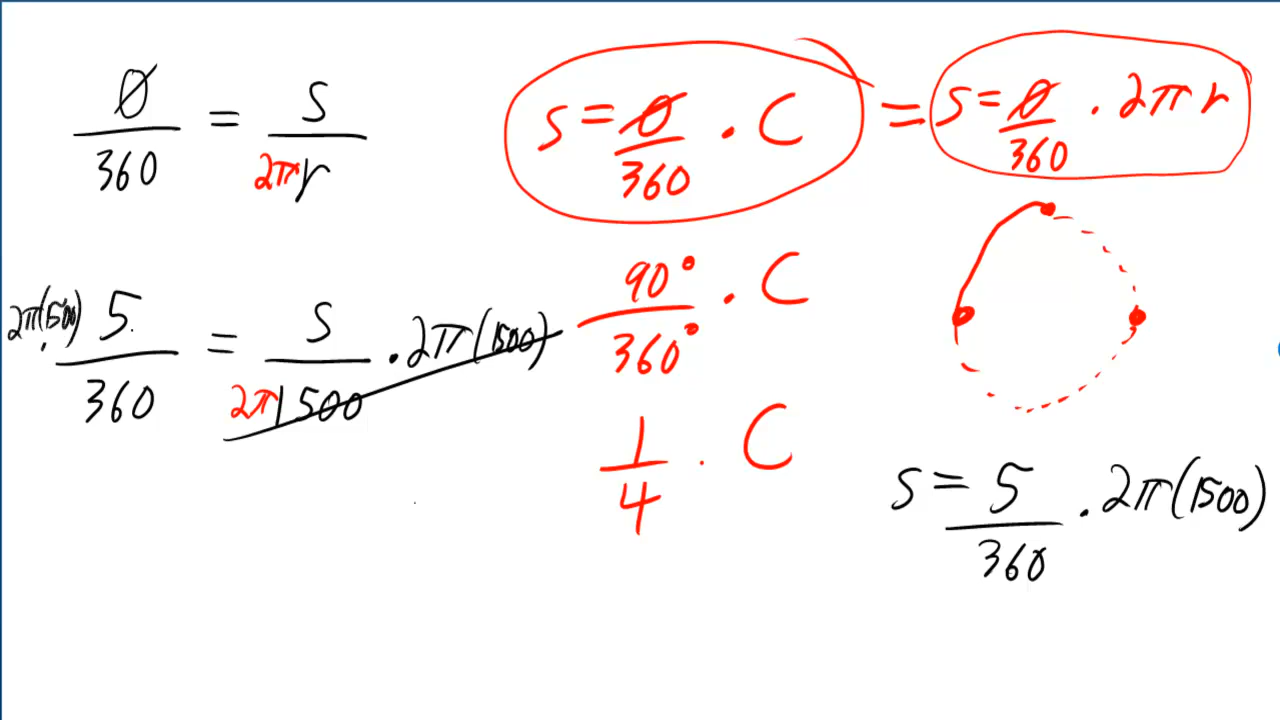 ø/360 = s/2πr
s = ø/360 · C = s = ø/360 · 2πr
2π(1500) · 5/360 = s/2π1500 · 2π(1500)
90°/360° · C
1/4 · C
s = 5/360 · 2π(1500)